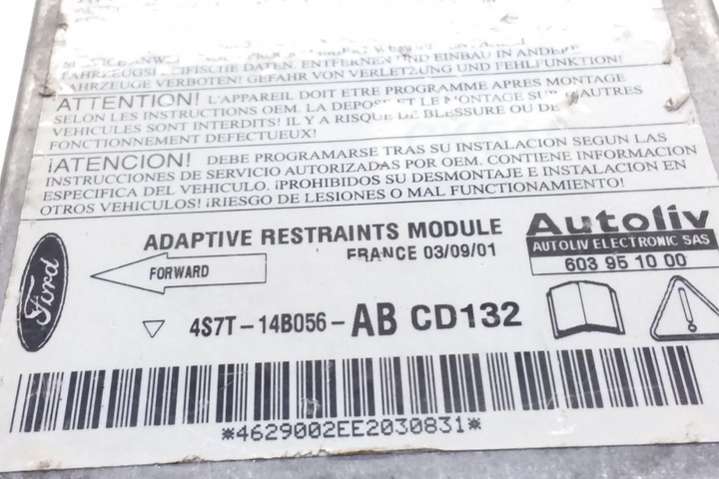 FAHRZEUGSPEZIFISCHE DATEN. ENTFERNEN UND EINBAU IN ANDERE
FAHRZEUGE VERBOTEN! GEFAHR VON VERLETZUNG UND FEHLFUNKTION!
ATTENTION! L'APPAREIL DOIT ETRE PROGRAMME APRES MONTAGE
SELON LES INSTRUCTIONS OEM. LA DEPOSE ET LE MONTAGE SUR D'AUTRES
VEHICULES SONT INTERDITS! IL Y A RISQUE DE BLESSURE OU DE
FONCTIONNEMENT DEFECTUEUX!
¡ATENCION! DEBE PROGRAMARSE TRAS SU INSTALACION SEGUN LAS
INSTRUCCIONES DE SERVICIO AUTORIZADAS POR OEM. CONTIENE INFORMACION
ESPECIFICA DEL VEHICULO. ¡PROHIBIDOS SU DESMONTAJE E INSTALACION EN
OTROS VEHICULOS! ¡RIESGO DE LESIONES O MAL FUNCIONAMIENTO!
Ford
FORWARD
ADAPTIVE RESTRAINTS MODULE
FRANCE 03/09/01
Autoliv
AUTOLIV ELECTRONIC SAS
603 95 10 00
4S7T-14B056-AB CD132
*4629002EE2030831*